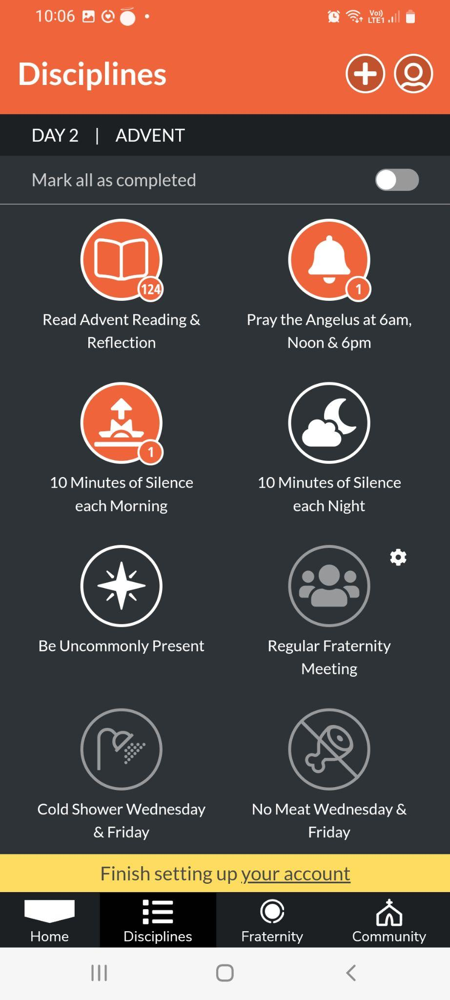 10:06 Vo)) LTE1
Disciplines
DAY 2 | ADVENT
Mark all as completed
124
1
Read Advent Reading &
Reflection
Pray the Angelus at 6am,
Noon & 6pm
1
10 Minutes of Silence
each Morning
10 Minutes of Silence
each Night
Be Uncommonly Present
Regular Fraternity
Meeting
Cold Shower Wednesday
& Friday
No Meat Wednesday &
Friday
Finish setting up your account
Home Disciplines Fraternity Community